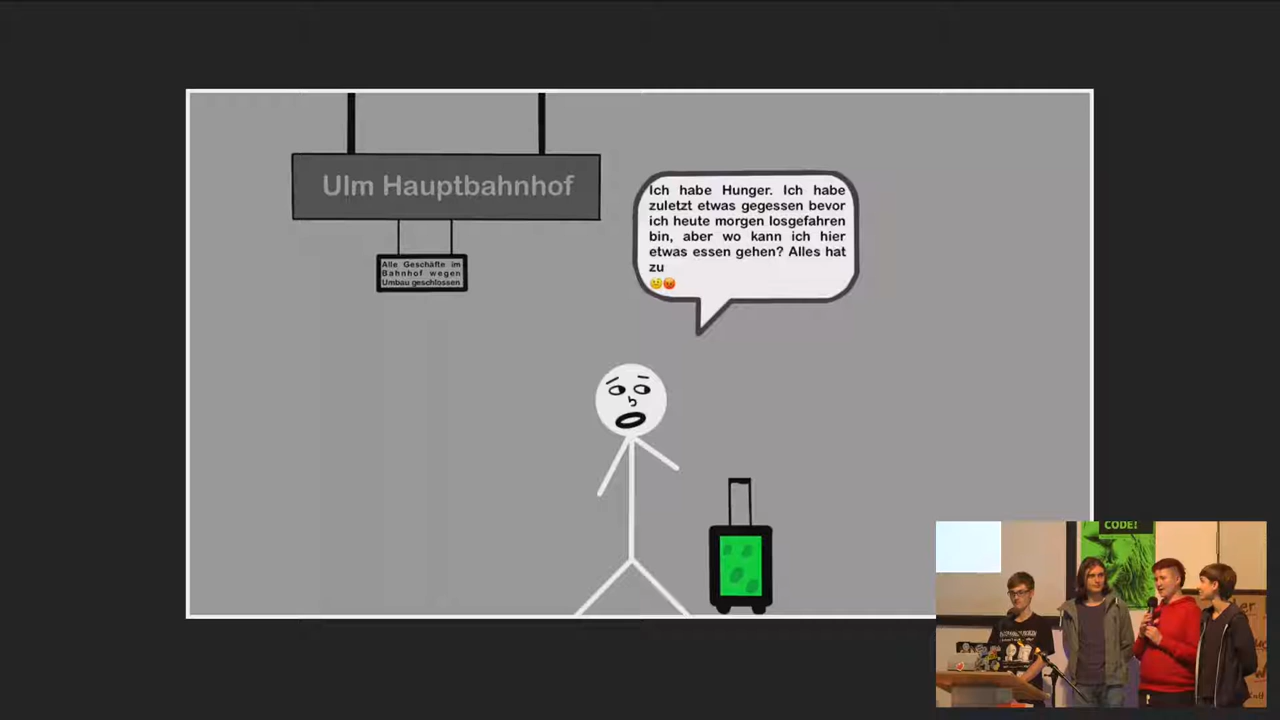 Ulm Hauptbahnhof
Alle Geschäfte im
Bahnhof wegen
Umbau geschlossen
Ich habe Hunger. Ich habe
zuletzt etwas gegessen bevor
ich heute morgen losgefahren
bin, aber wo kann ich hier
etwas essen gehen? Alles hat
zu
CODE!